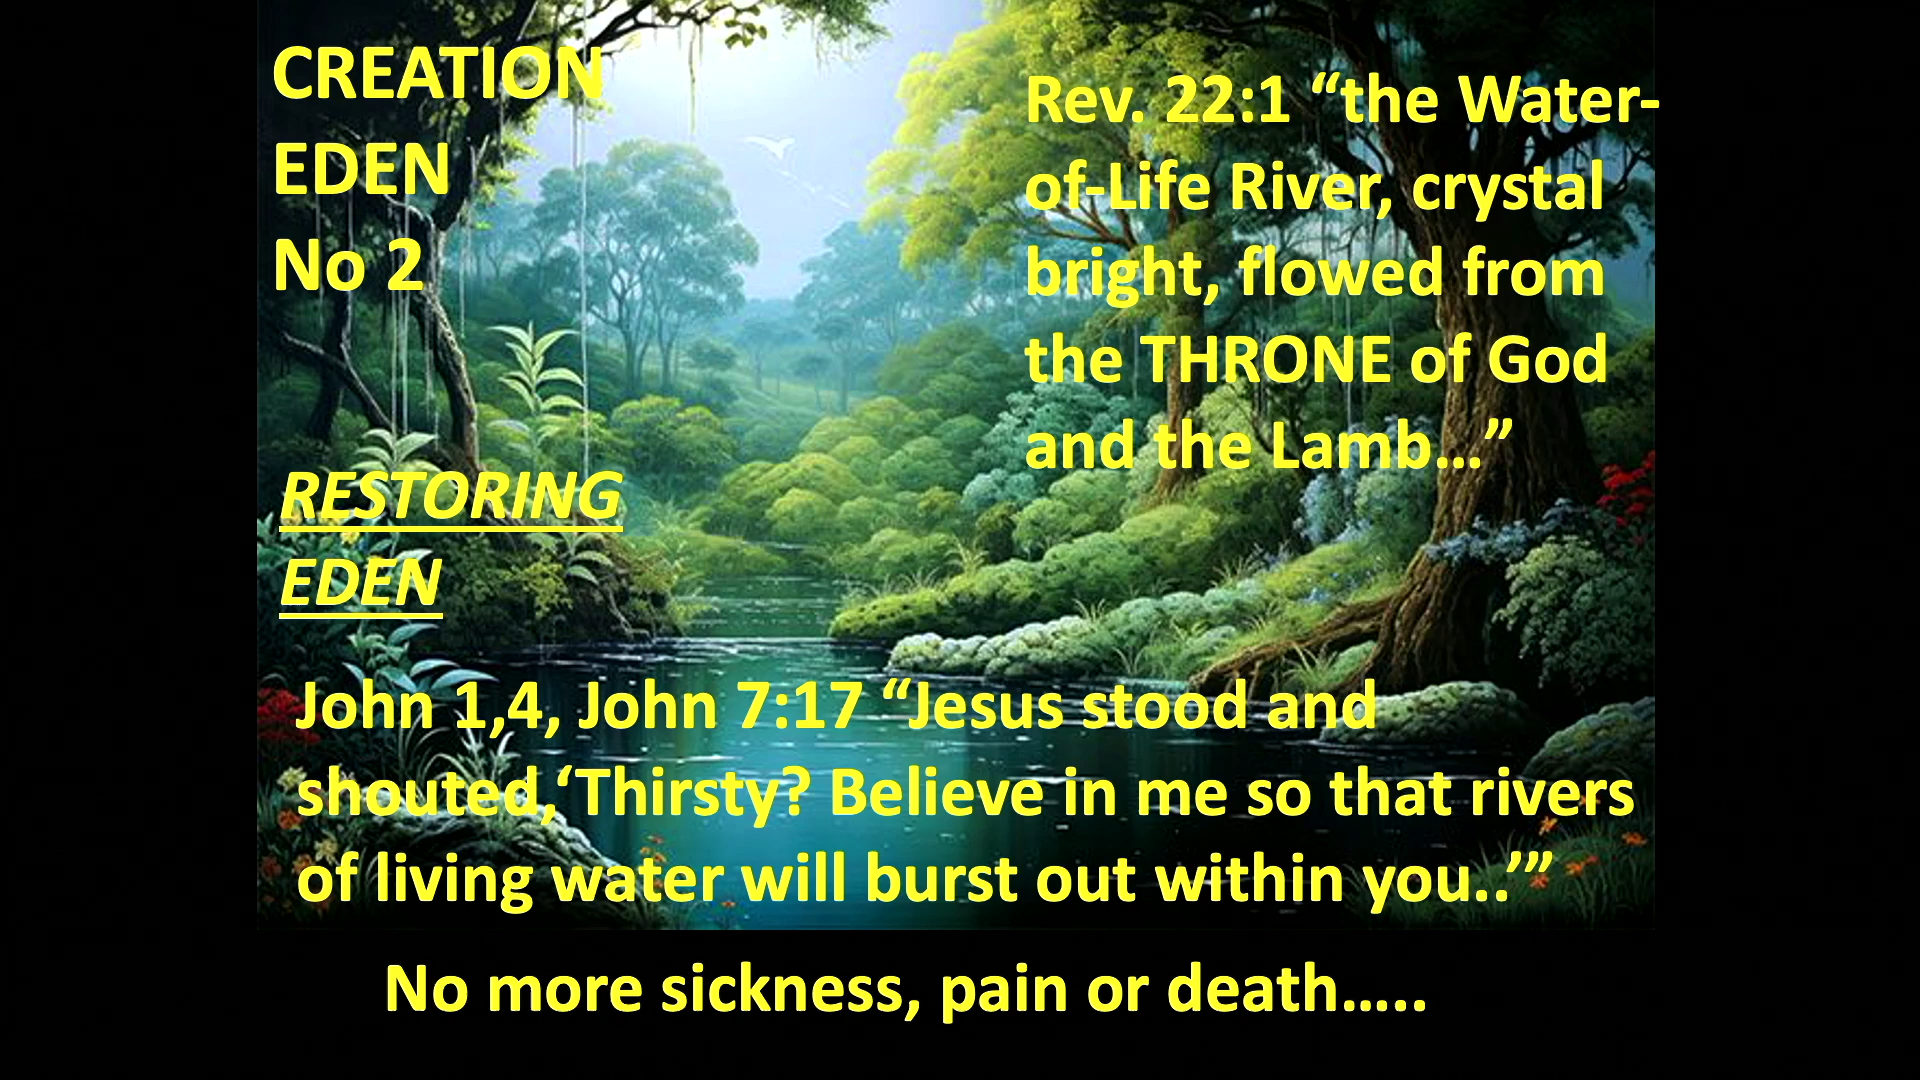 CREATION
EDEN
No 2
Rev. 22:1 “the Water-
of-Life River, crystal
bright, flowed from
the THRONE of God
and the Lamb…”
RESTORING
EDEN
John 1,4, John 7:17 “Jesus stood and
shouted,‘Thirsty? Believe in me so that rivers
of living water will burst out within you..’”
No more sickness, pain or death…..